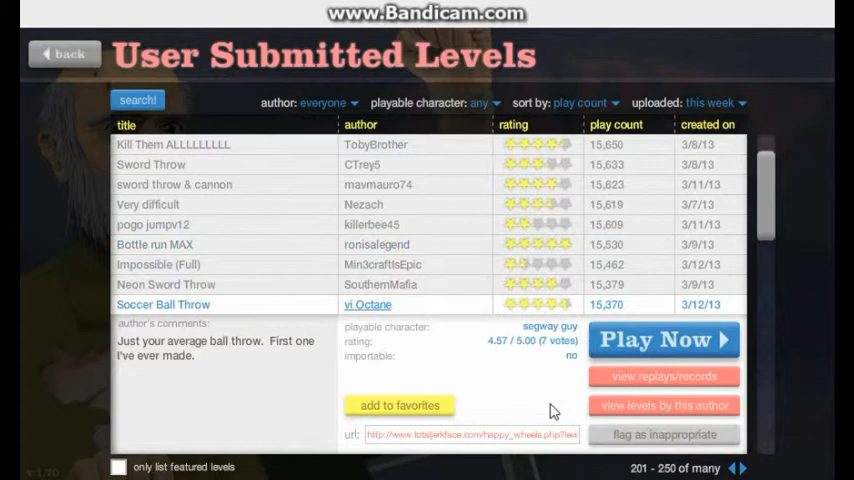 www.Bandicam.com
back
User Submitted Levels
search!
author: everyone playable character: any sort by: play count uploaded: this week
title author rating play count created on
Kill Them ALLLLLLLLL TobyBrother 15,650 3/8/13
Sword Throw CTrey5 15,633 3/8/13
sword throw & cannon mavmauro74 15,623 3/11/13
Very difficult Nezach 15,619 3/7/13
pogo jumpv12 killerbee45 15,609 3/11/13
Bottle run MAX ronisalegend 15,530 3/9/13
Impossible (Full) Min3craftIsEpic 15,462 3/12/13
Neon Sword Throw SouthernMafia 15,379 3/9/13
Soccer Ball Throw vi Octane 15,370 3/12/13
author's comments:
Just your average ball throw. First one
I've ever made.
playable character: segway guy
rating: 4.57 / 5.00 (7 votes)
importable: no
add to favorites
url: http://www.totaljerkface.com/happy_wheels.php?lev
Play Now
view replays/records
view levels by this author
flag as inappropriate
v 1.70
only list featured levels
201 - 250 of many